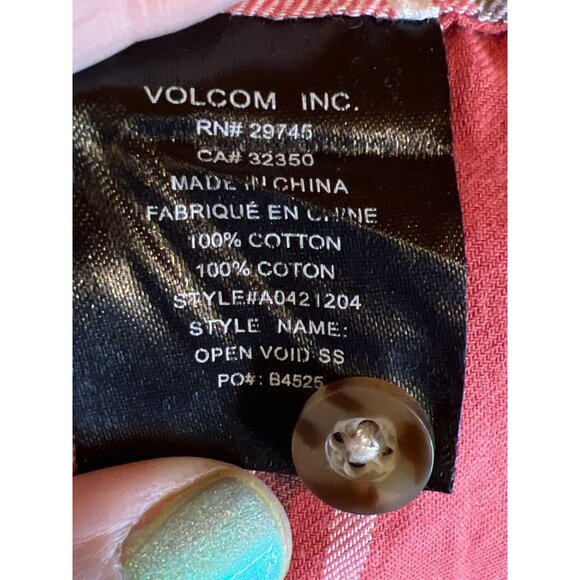 VOLCOM INC.
RN# 29745
CA# 32350
MADE IN CHINA
FABRIQUÉ EN CHINE
100% COTTON
100% COTON
STYLE#A0421204
STYLE NAME:
OPEN VOID SS
PO#: B4525